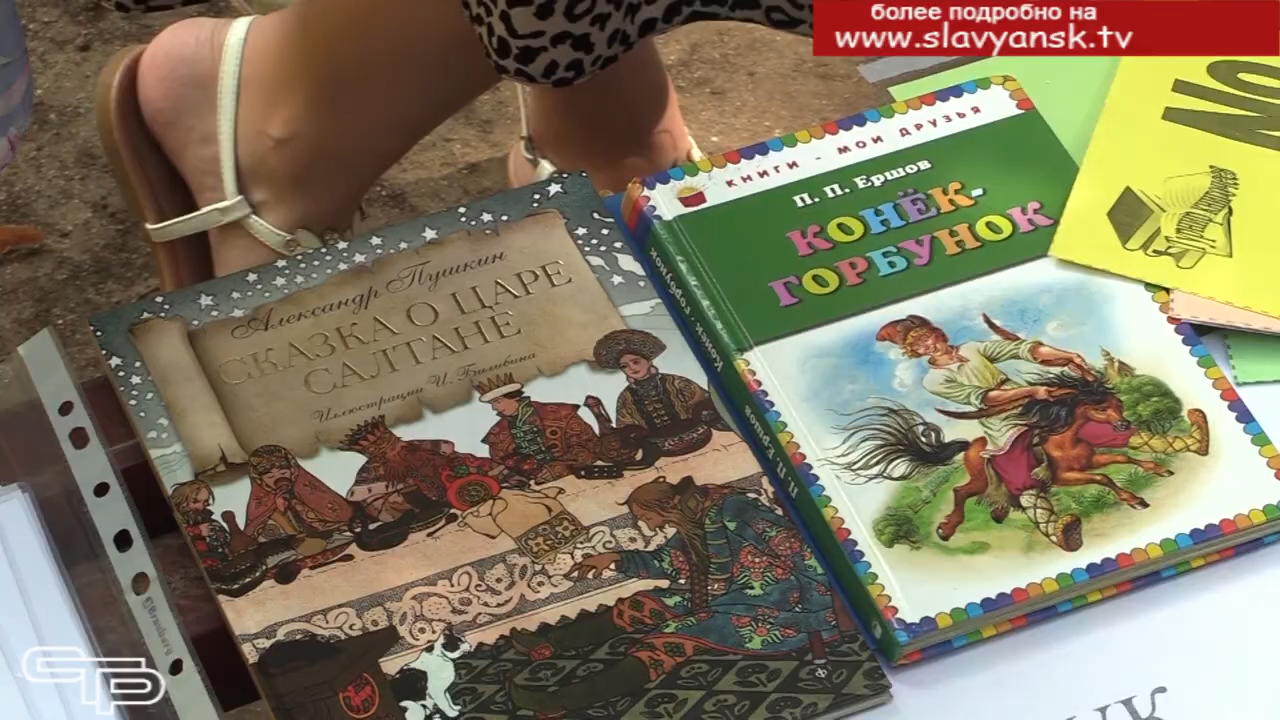 более подробно на
www.slavyansk.tv
Александр Пушкин
СКАЗКА О ЦАРЕ
САЛТАНЕ
Иллюстрации И. Билибина
КНИГИ - МОИ ДРУЗЬЯ
П. П. Ершов
КОНЁК-
ГОРБУНОК
Конёк-горбунок
П. П. Ершов
СТВ